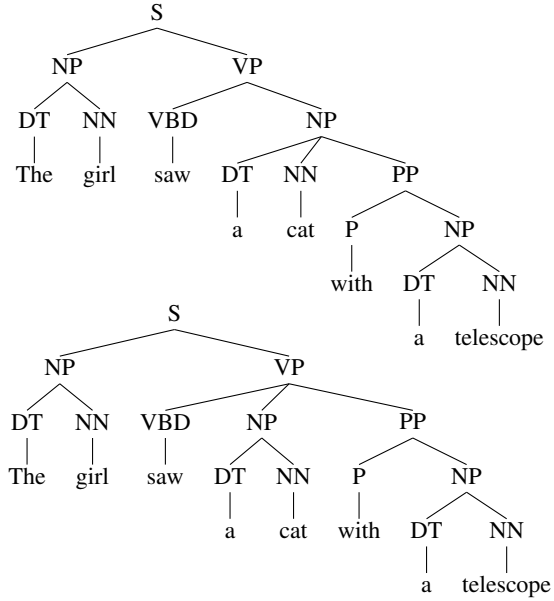 S
NP VP
DT NN VBD NP
The girl saw DT NN PP
a cat P NP
with DT NN
a telescope
S
NP VP
DT NN VBD NP PP
The girl saw DT NN P NP
a cat with DT NN
a telescope